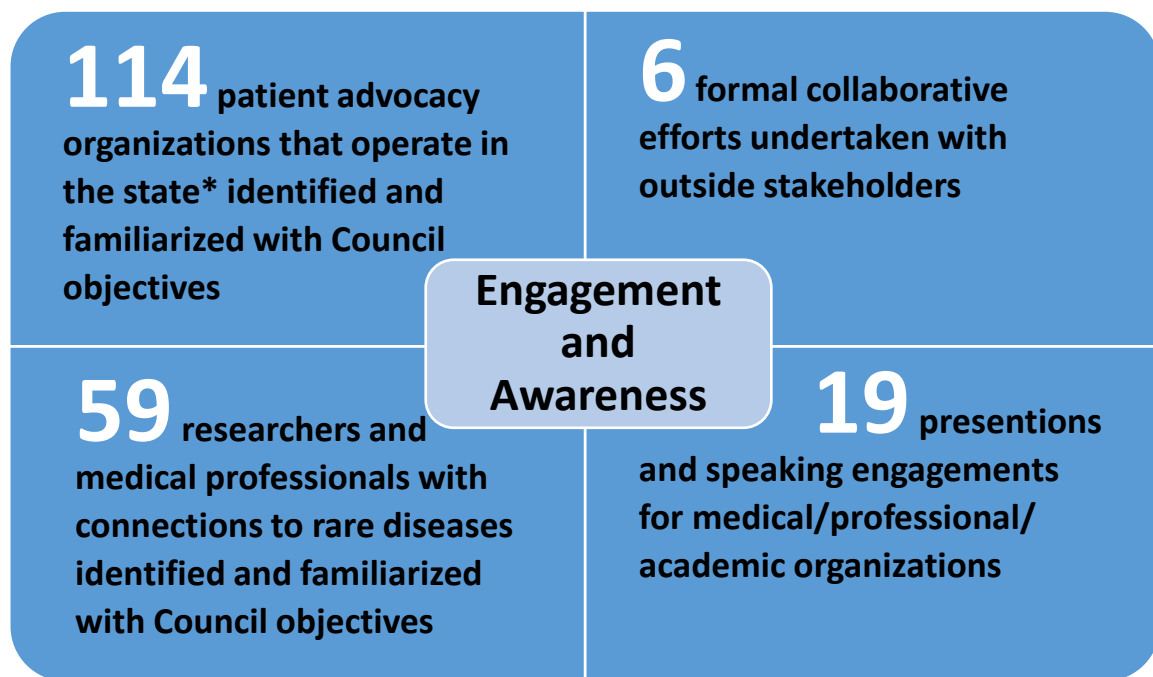 114 patient advocacy
organizations that operate in
the state* identified and
familiarized with Council
objectives
6 formal collaborative
efforts undertaken with
outside stakeholders
Engagement
and
Awareness
59 researchers and
medical professionals with
connections to rare diseases
identified and familiarized
with Council objectives
19 presentions
and speaking engagements
for medical/professional/
academic organizations